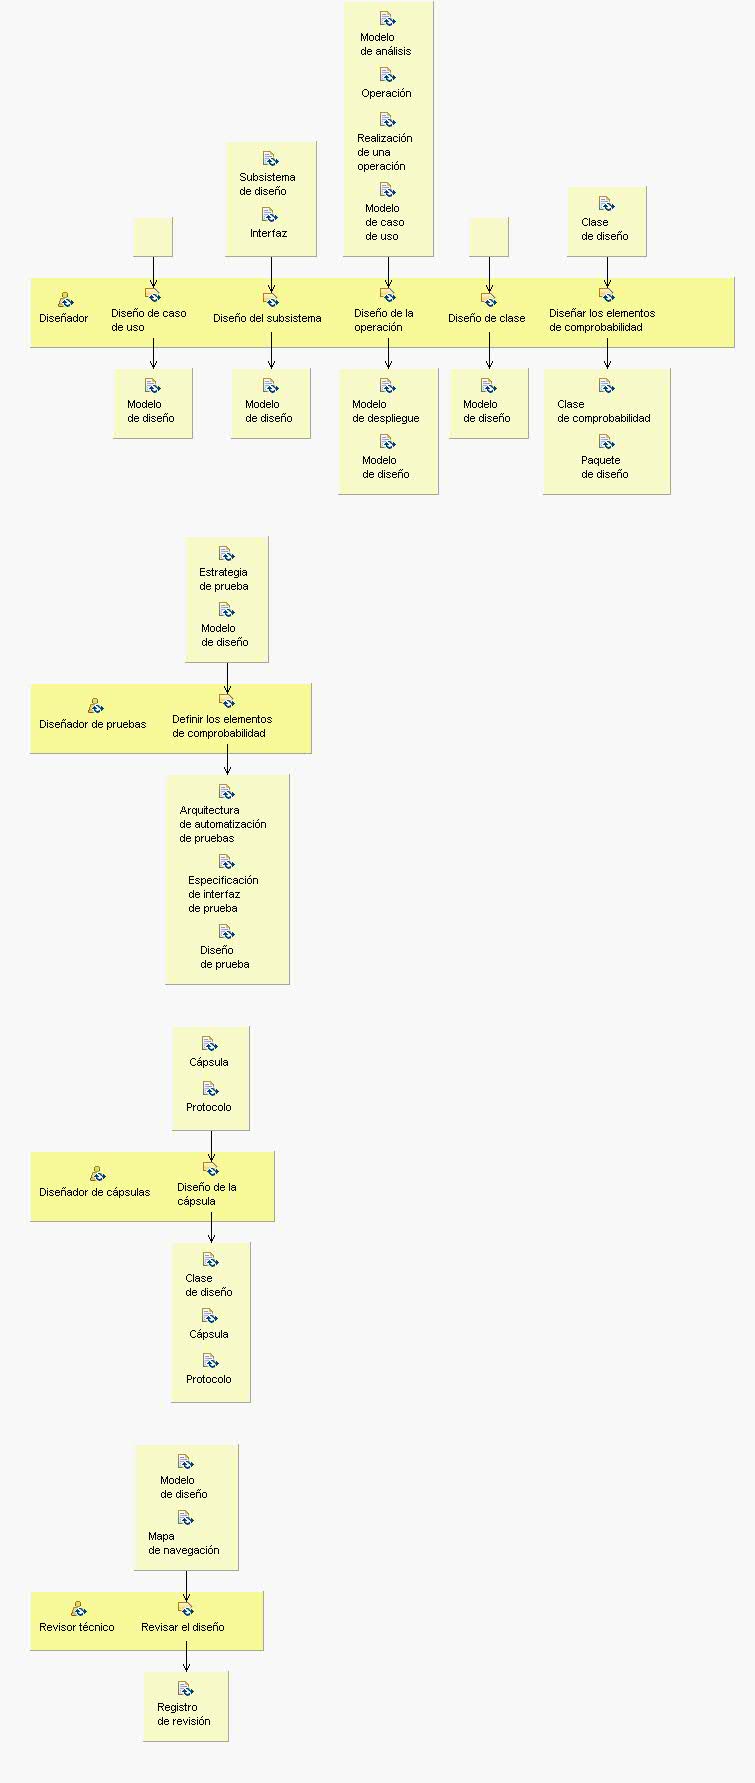 Modelo
de análisis
Operación
Realización
de una
operación
Modelo
de caso
de uso
Subsistema
de diseño
Interfaz
Clase
de diseño
Diseñador
Diseño de caso
de uso
Diseño del subsistema
Diseño de la
operación
Diseño de clase
Diseñar los elementos
de comprobabilidad
Modelo
de diseño
Modelo
de diseño
Modelo
de despliegue
Modelo
de diseño
Modelo
de diseño
Clase
de comprobabilidad
Paquete
de diseño
Estrategia
de prueba
Modelo
de diseño
Diseñador de pruebas
Definir los elementos
de comprobabilidad
Arquitectura
de automatización
de pruebas
Especificación
de interfaz
de prueba
Diseño
de prueba
Cápsula
Protocolo
Diseñador de cápsulas
Diseño de la
cápsula
Clase
de diseño
Cápsula
Protocolo
Modelo
de diseño
Mapa
de navegación
Revisor técnico
Revisar el diseño
Registro
de revisión